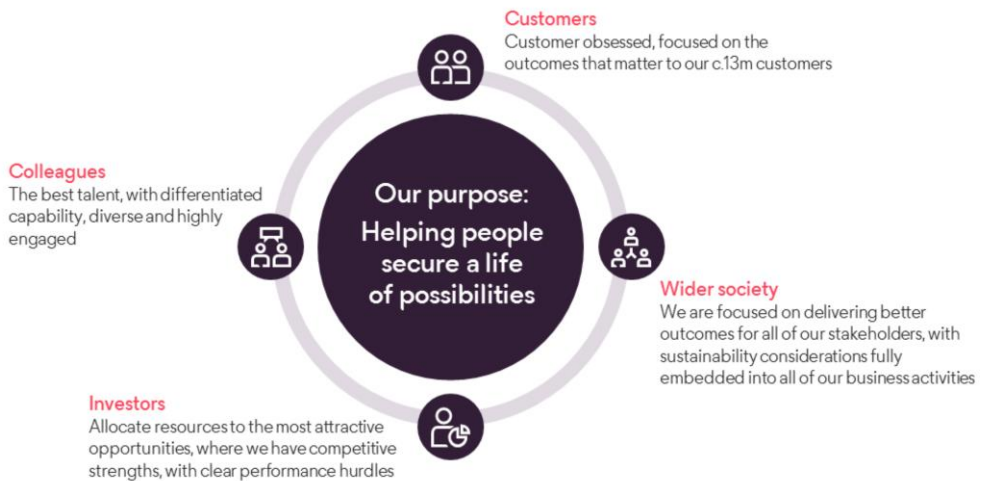 Customers
Customer obsessed, focused on the
outcomes that matter to our c.13m customers
Colleagues
The best talent, with differentiated
capability, diverse and highly
engaged
Our purpose:
Helping people
secure a life
of possibilities
Wider society
We are focused on delivering better
outcomes for all of our stakeholders, with
sustainability considerations fully
embedded into all of our business activities
Investors
Allocate resources to the most attractive
opportunities, where we have competitive
strengths, with clear performance hurdles